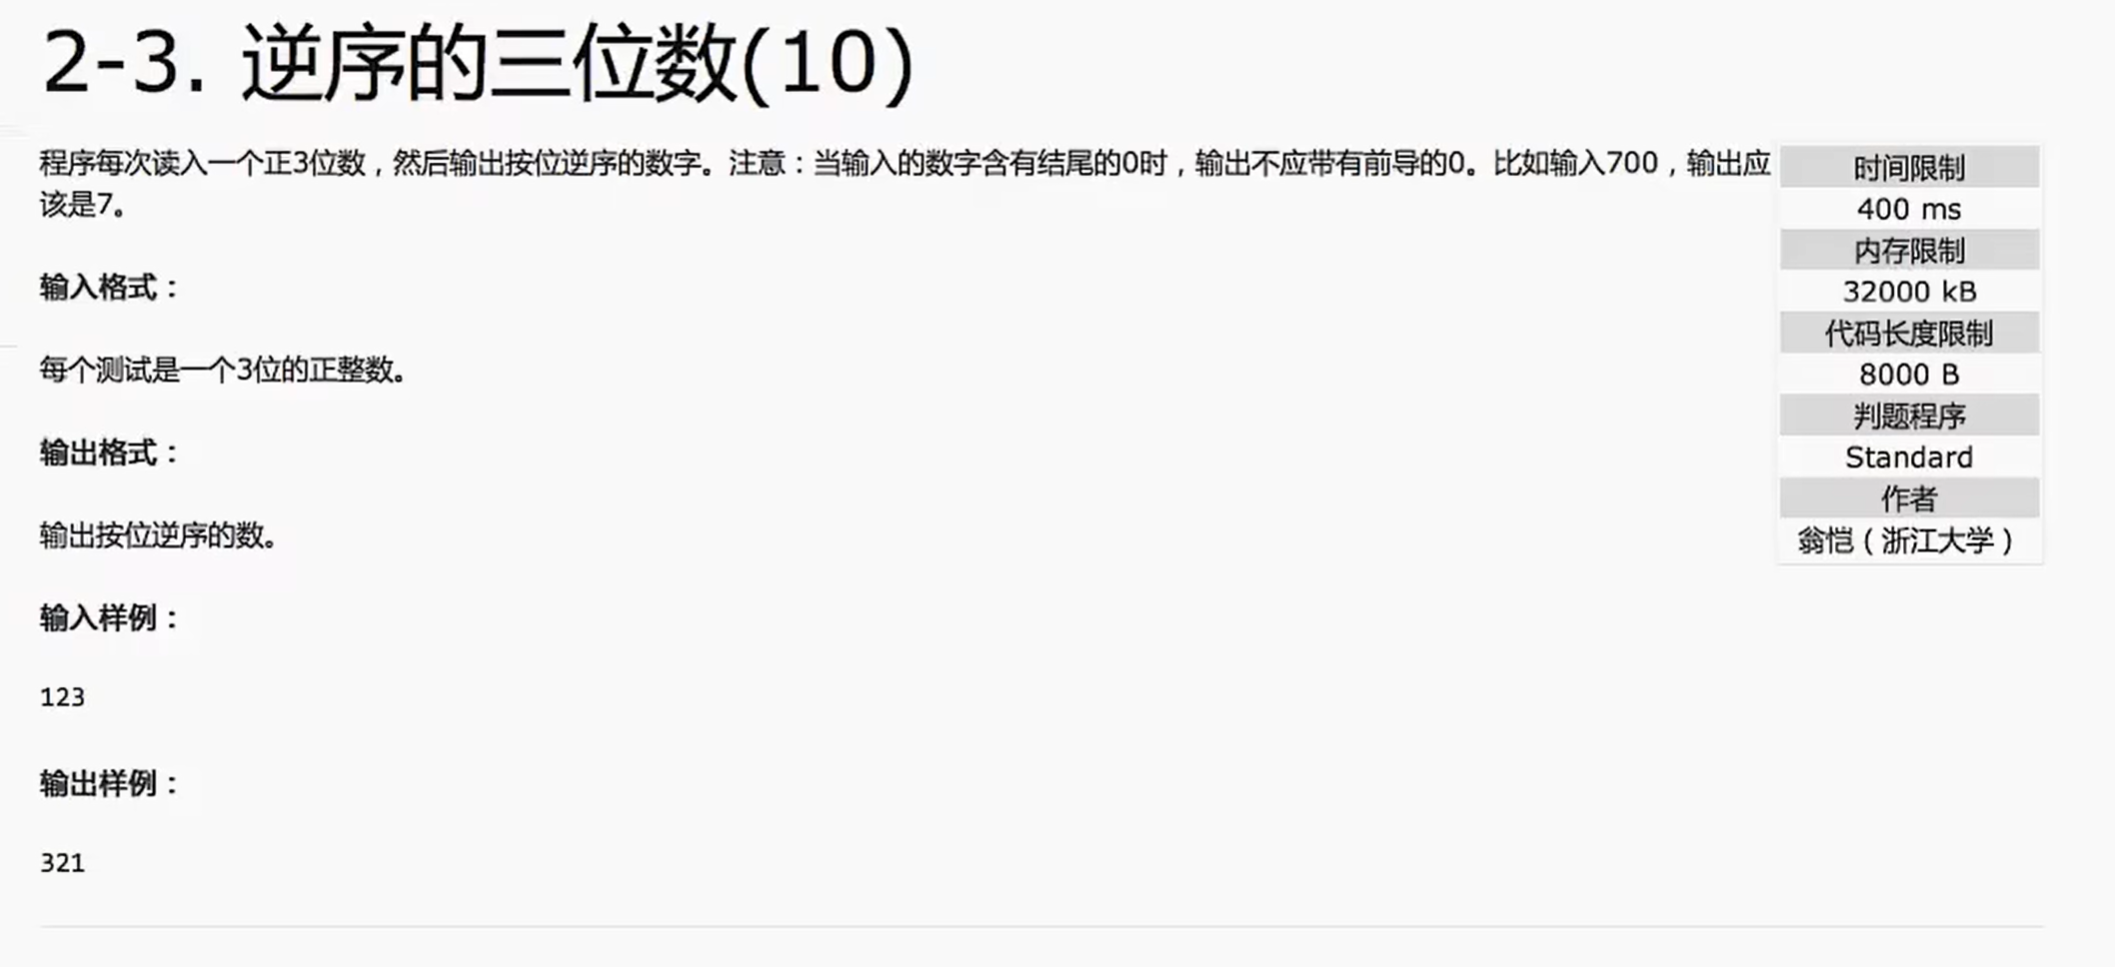 2-3. 逆序的三位数(10)
程序每次读入一个正3位数，然后输出按位逆序的数字。注意：当输入的数字含有结尾的0时，输出不应带有前导的0。比如输入700，输出应
该是7。
输入格式：
每个测试是一个3位的正整数。
输出格式：
输出按位逆序的数。
输入样例：
123
输出样例：
321
时间限制
400 ms
内存限制
32000 kB
代码长度限制
8000 B
判题程序
Standard
作者
翁恺（浙江大学）